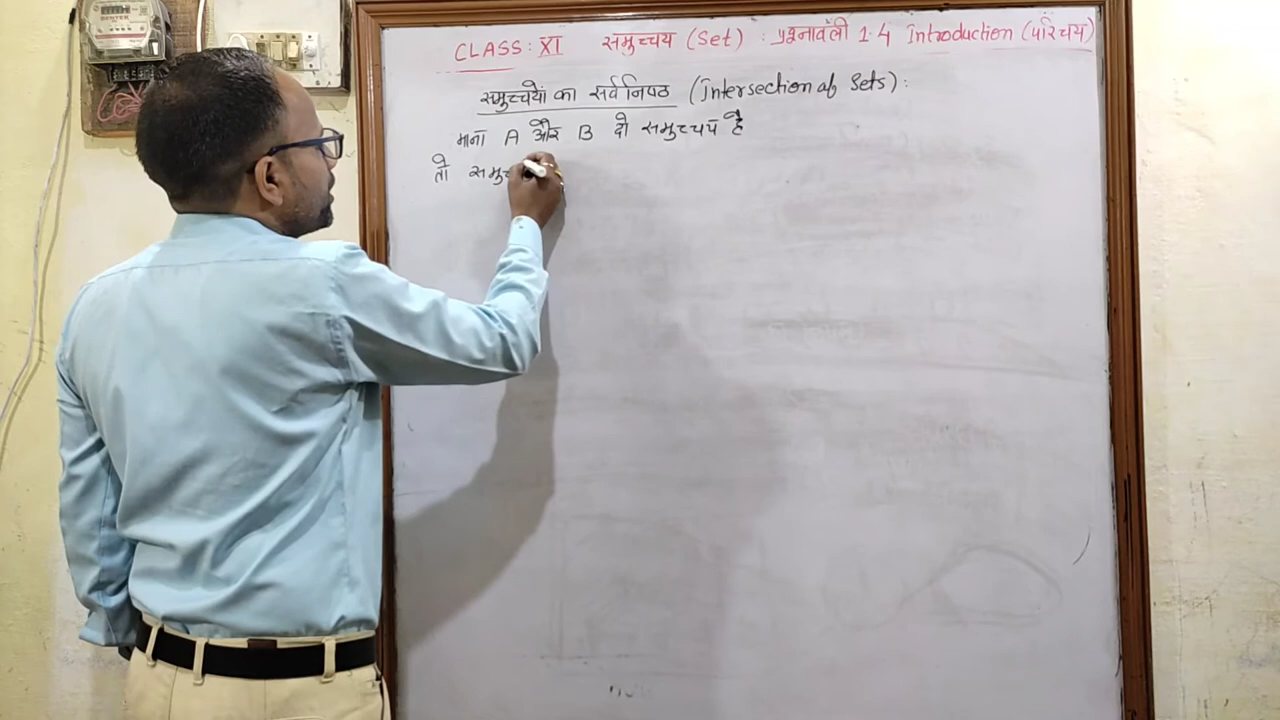 CLASS: XI समुच्चय (Set) : प्रश्नावली 1.4 Introduction (परिचय)
समुच्चयों का सर्वनिष्ठ (Intersection of Sets) :
माना A और B दो समुच्चय है
तो समुच